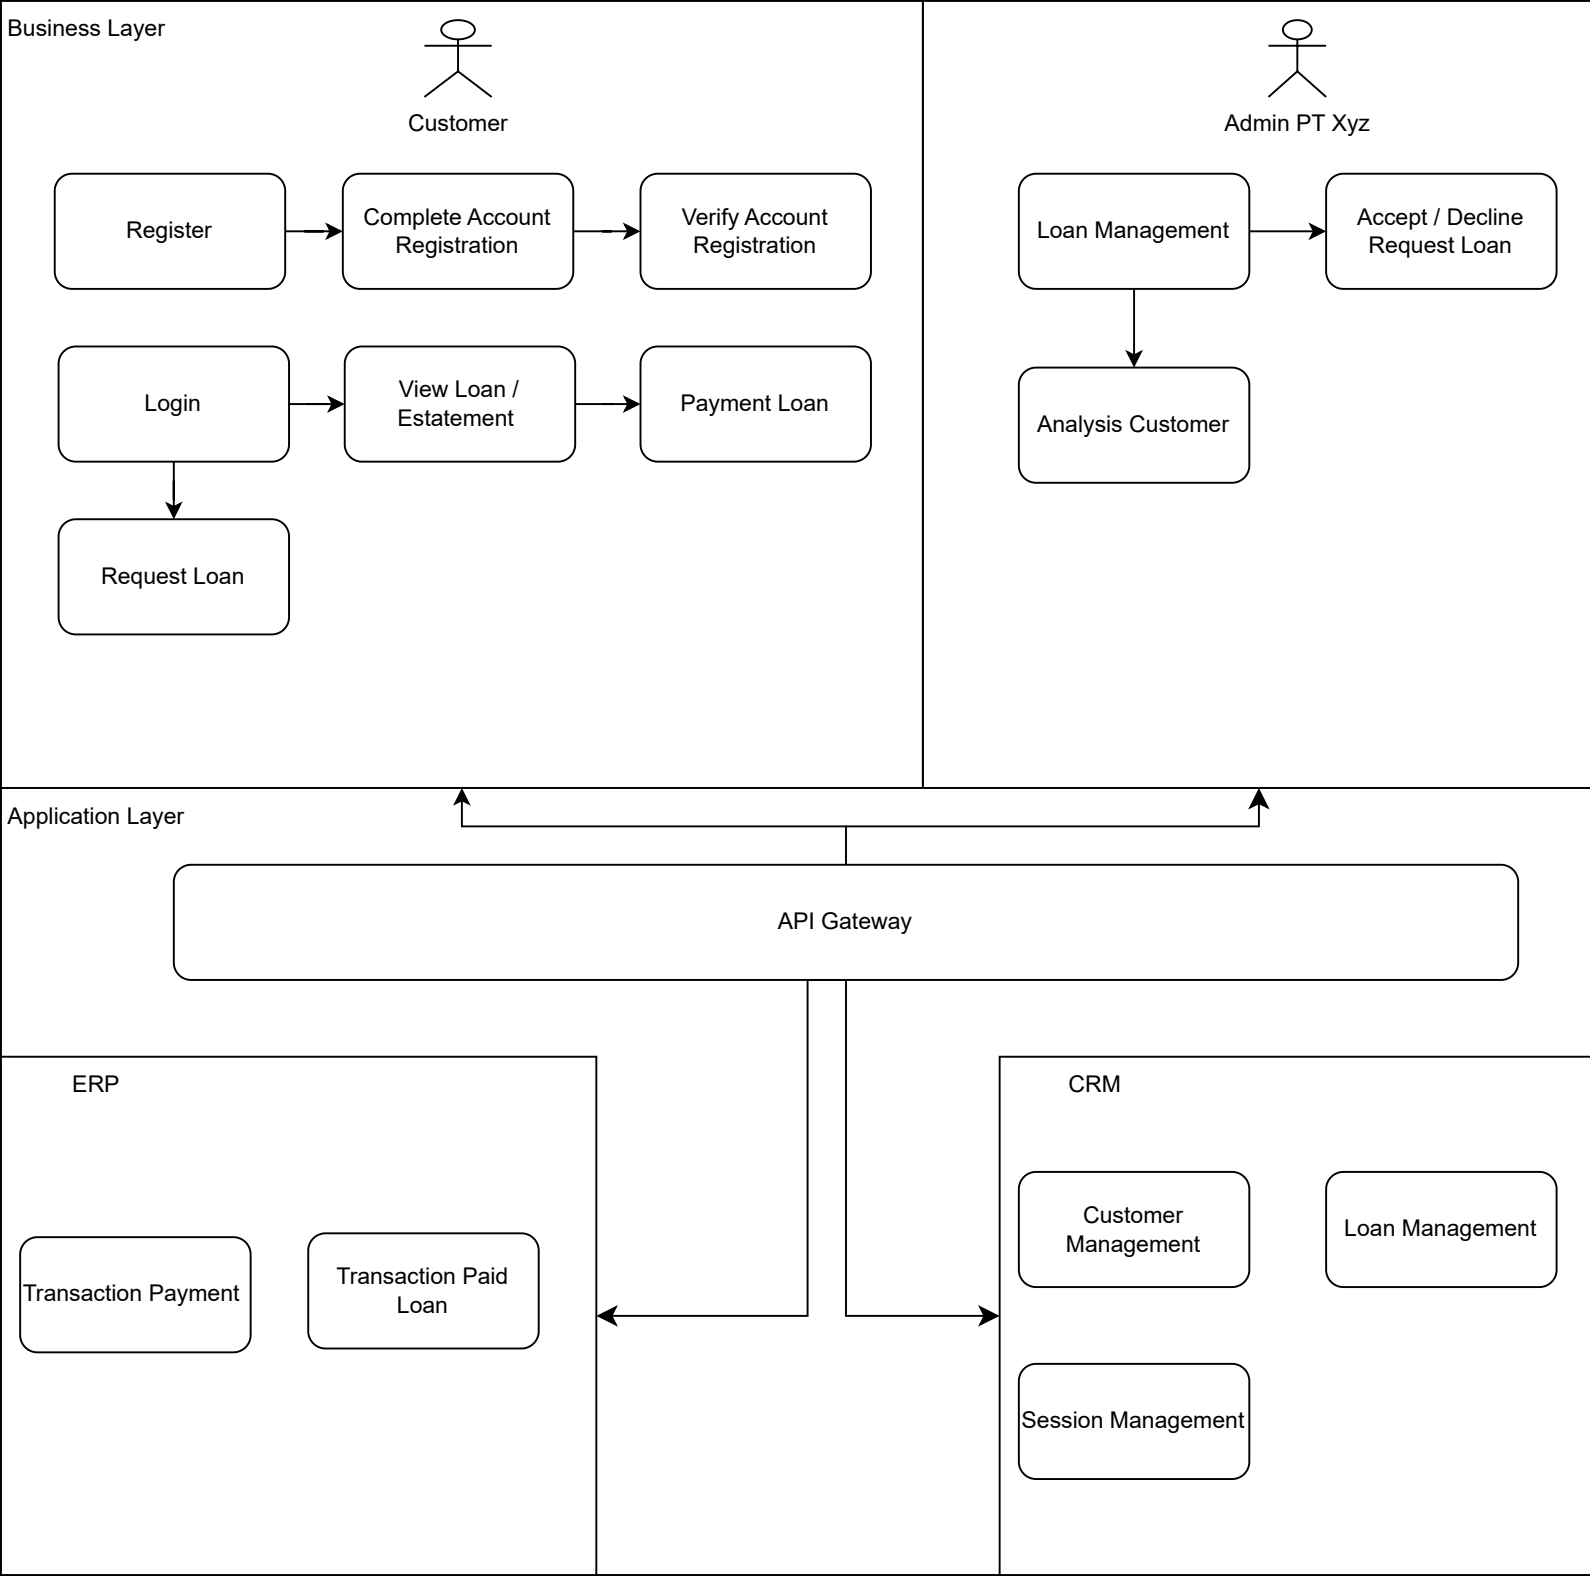 Business Layer
Customer
Admin PT Xyz
Register
Complete Account
Registration
Verify Account
Registration
Loan Management
Accept / Decline
Request Loan
Login
View Loan /
Estatement
Payment Loan
Analysis Customer
Request Loan
Application Layer
API Gateway
ERP
CRM
Transaction Payment
Transaction Paid
Loan
Customer
Management
Loan Management
Session Management